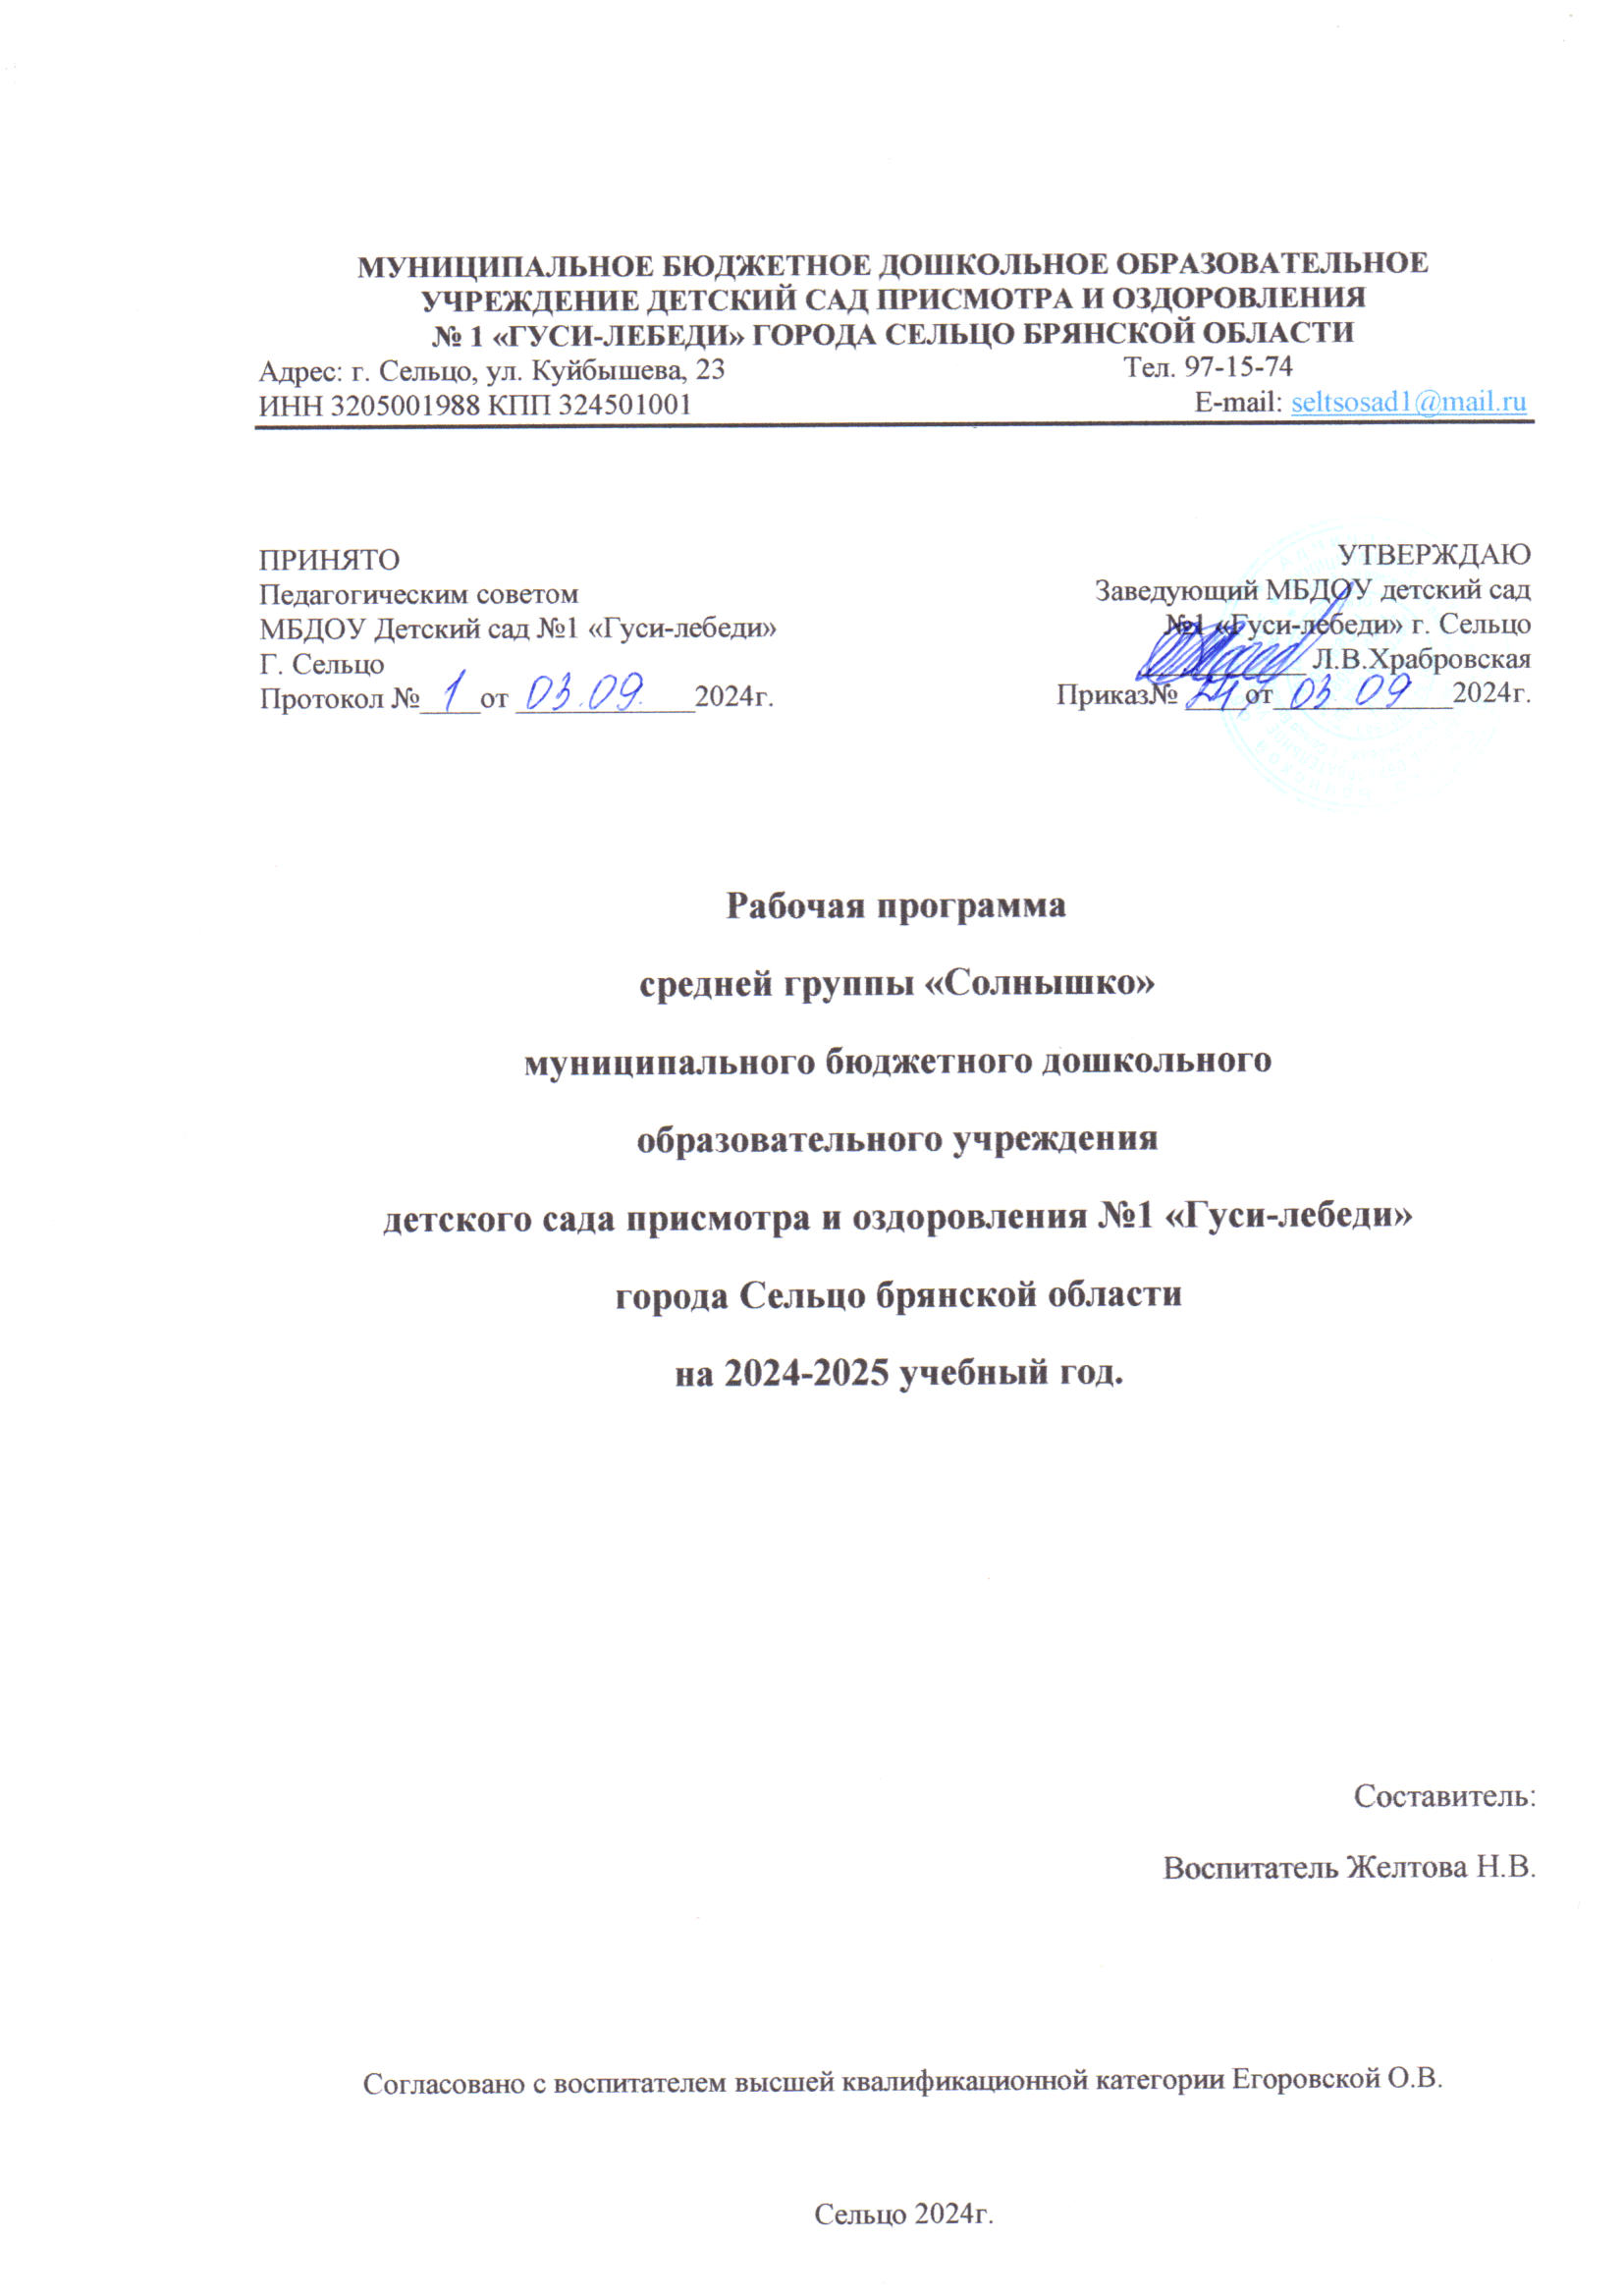 МУНИЦИПАЛЬНОЕ БЮДЖЕТНОЕ ДОШКОЛЬНОЕ ОБРАЗОВАТЕЛЬНОЕ
УЧРЕЖДЕНИЕ ДЕТСКИЙ САД ПРИСМОТРА И ОЗДОРОВЛЕНИЯ
№ 1 «ГУСИ-ЛЕБЕДИ» ГОРОДА СЕЛЬЦО БРЯНСКОЙ ОБЛАСТИ
Адрес: г. Сельцо, ул. Куйбышева, 23 Тел. 97-15-74
ИНН 3205001988 КПП 324501001 E-mail: seltsosad1@mail.ru
ПРИНЯТО
Педагогическим советом
МБДОУ Детский сад №1 «Гуси-лебеди»
Г. Сельцо
Протокол № 1 от 03.09. 2024г.
УТВЕРЖДАЮ
Заведующий МБДОУ детский сад
№1 «Гуси-лебеди» г. Сельцо
Л.В.Храбровская
Приказ№ от 03 09 2024г.
Рабочая программа
средней группы «Солнышко»
муниципального бюджетного дошкольного
образовательного учреждения
детского сада присмотра и оздоровления №1 «Гуси-лебеди»
города Сельцо брянской области
на 2024-2025 учебный год.
Составитель:
Воспитатель Желтова Н.В.
Согласовано с воспитателем высшей квалификационной категории Егоровской О.В.
Сельцо 2024г.